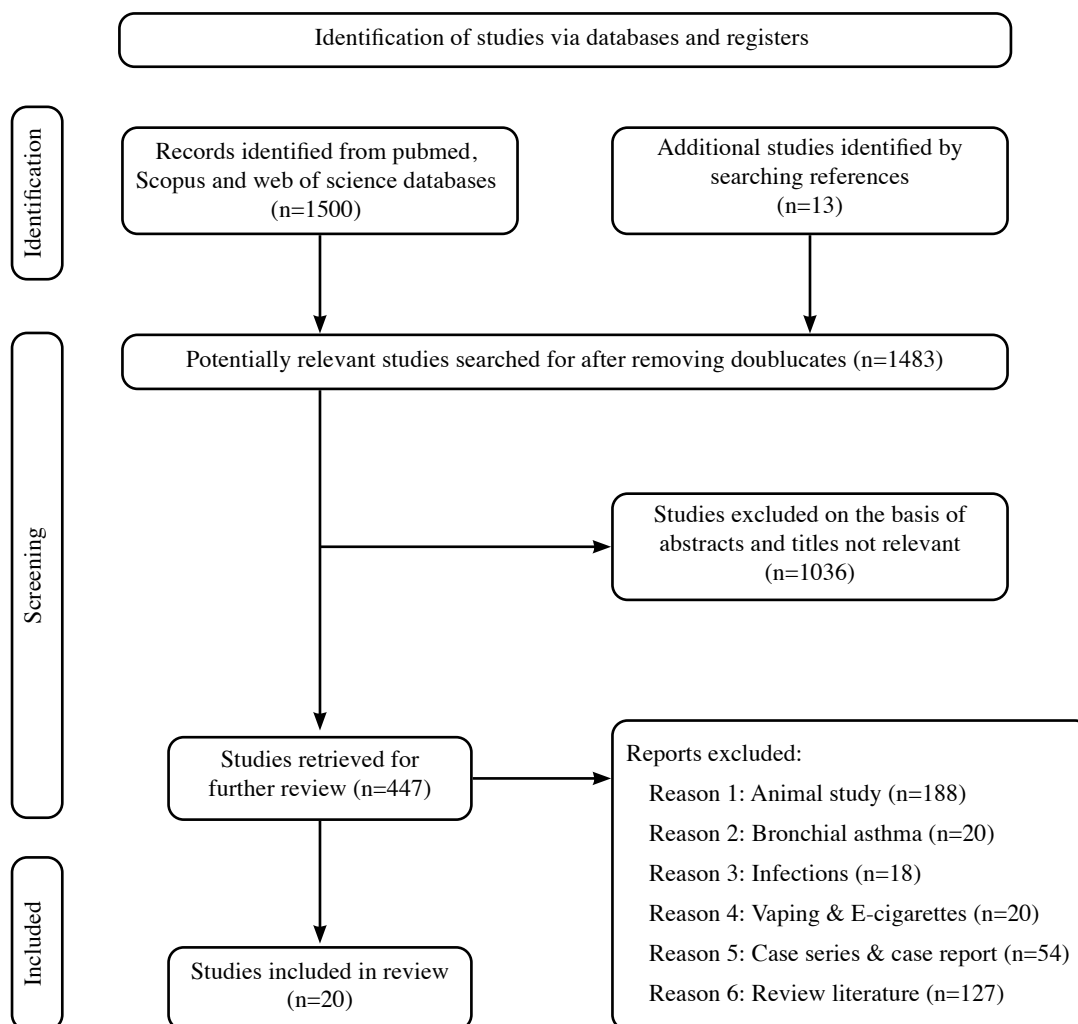 Identification of studies via databases and registers
Identification
Records identified from pubmed,
Scopus and web of science databases
(n=1500)
Additional studies identified by
searching references
(n=13)
Screening
Potentially relevant studies searched for after removing doublucates (n=1483)
Studies excluded on the basis of
abstracts and titles not relevant
(n=1036)
Studies retrieved for
further review (n=447)
Reports excluded:
Reason 1: Animal study (n=188)
Reason 2: Bronchial asthma (n=20)
Reason 3: Infections (n=18)
Reason 4: Vaping & E-cigarettes (n=20)
Reason 5: Case series & case report (n=54)
Reason 6: Review literature (n=127)
Included
Studies included in review
(n=20)